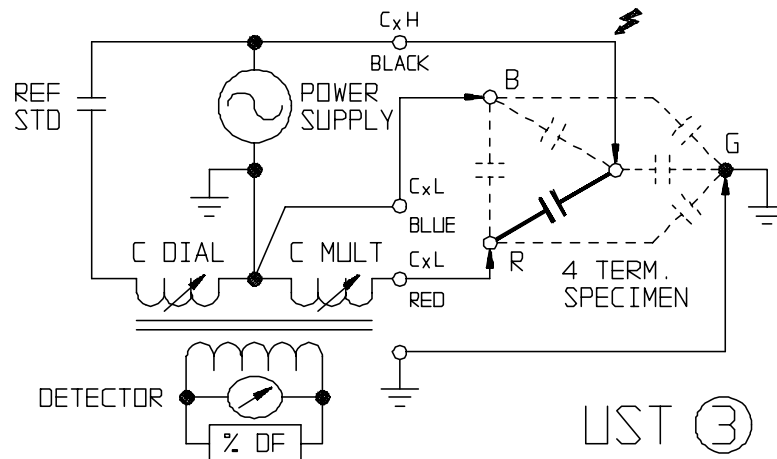 CxH
BLACK
REF
STD
POWER
SUPPLY
B
G
CxL
BLUE
C DIAL
C MULT
CxL
RED
R
4 TERM.
SPECIMEN
DETECTOR
% DF
UST 3